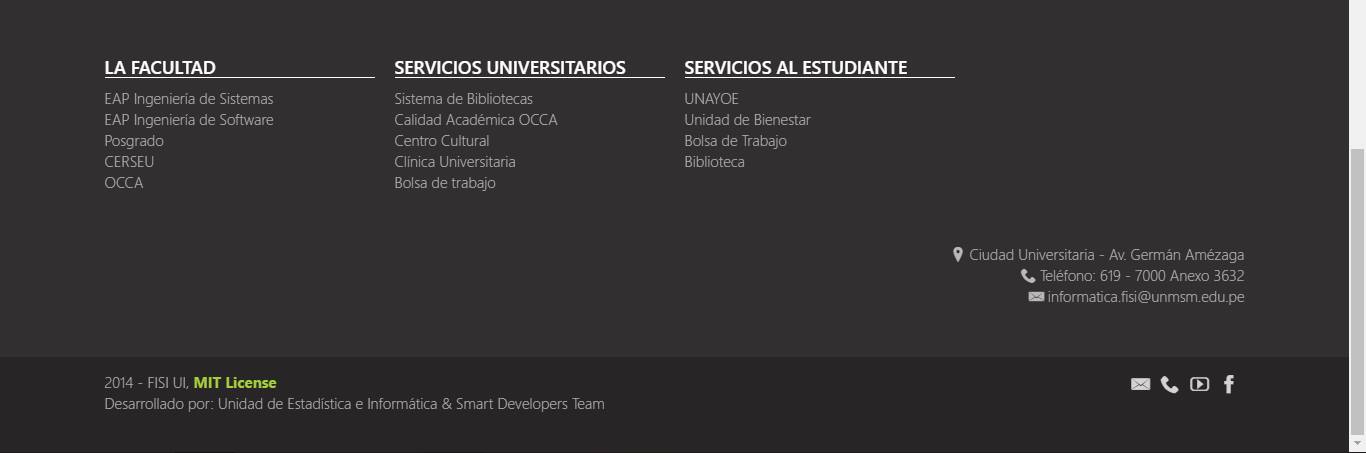 LA FACULTAD
EAP Ingeniería de Sistemas
EAP Ingeniería de Software
Posgrado
CERSEU
OCCA
SERVICIOS UNIVERSITARIOS
Sistema de Bibliotecas
Calidad Académica OCCA
Centro Cultural
Clínica Universitaria
Bolsa de trabajo
SERVICIOS AL ESTUDIANTE
UNAYOE
Unidad de Bienestar
Bolsa de Trabajo
Biblioteca
Ciudad Universitaria - Av. Germán Amézaga
Teléfono: 619 - 7000 Anexo 3632
informatica.fisi@unmsm.edu.pe
2014 - FISI UI, MIT License
Desarrollado por: Unidad de Estadística e Informática & Smart Developers Team